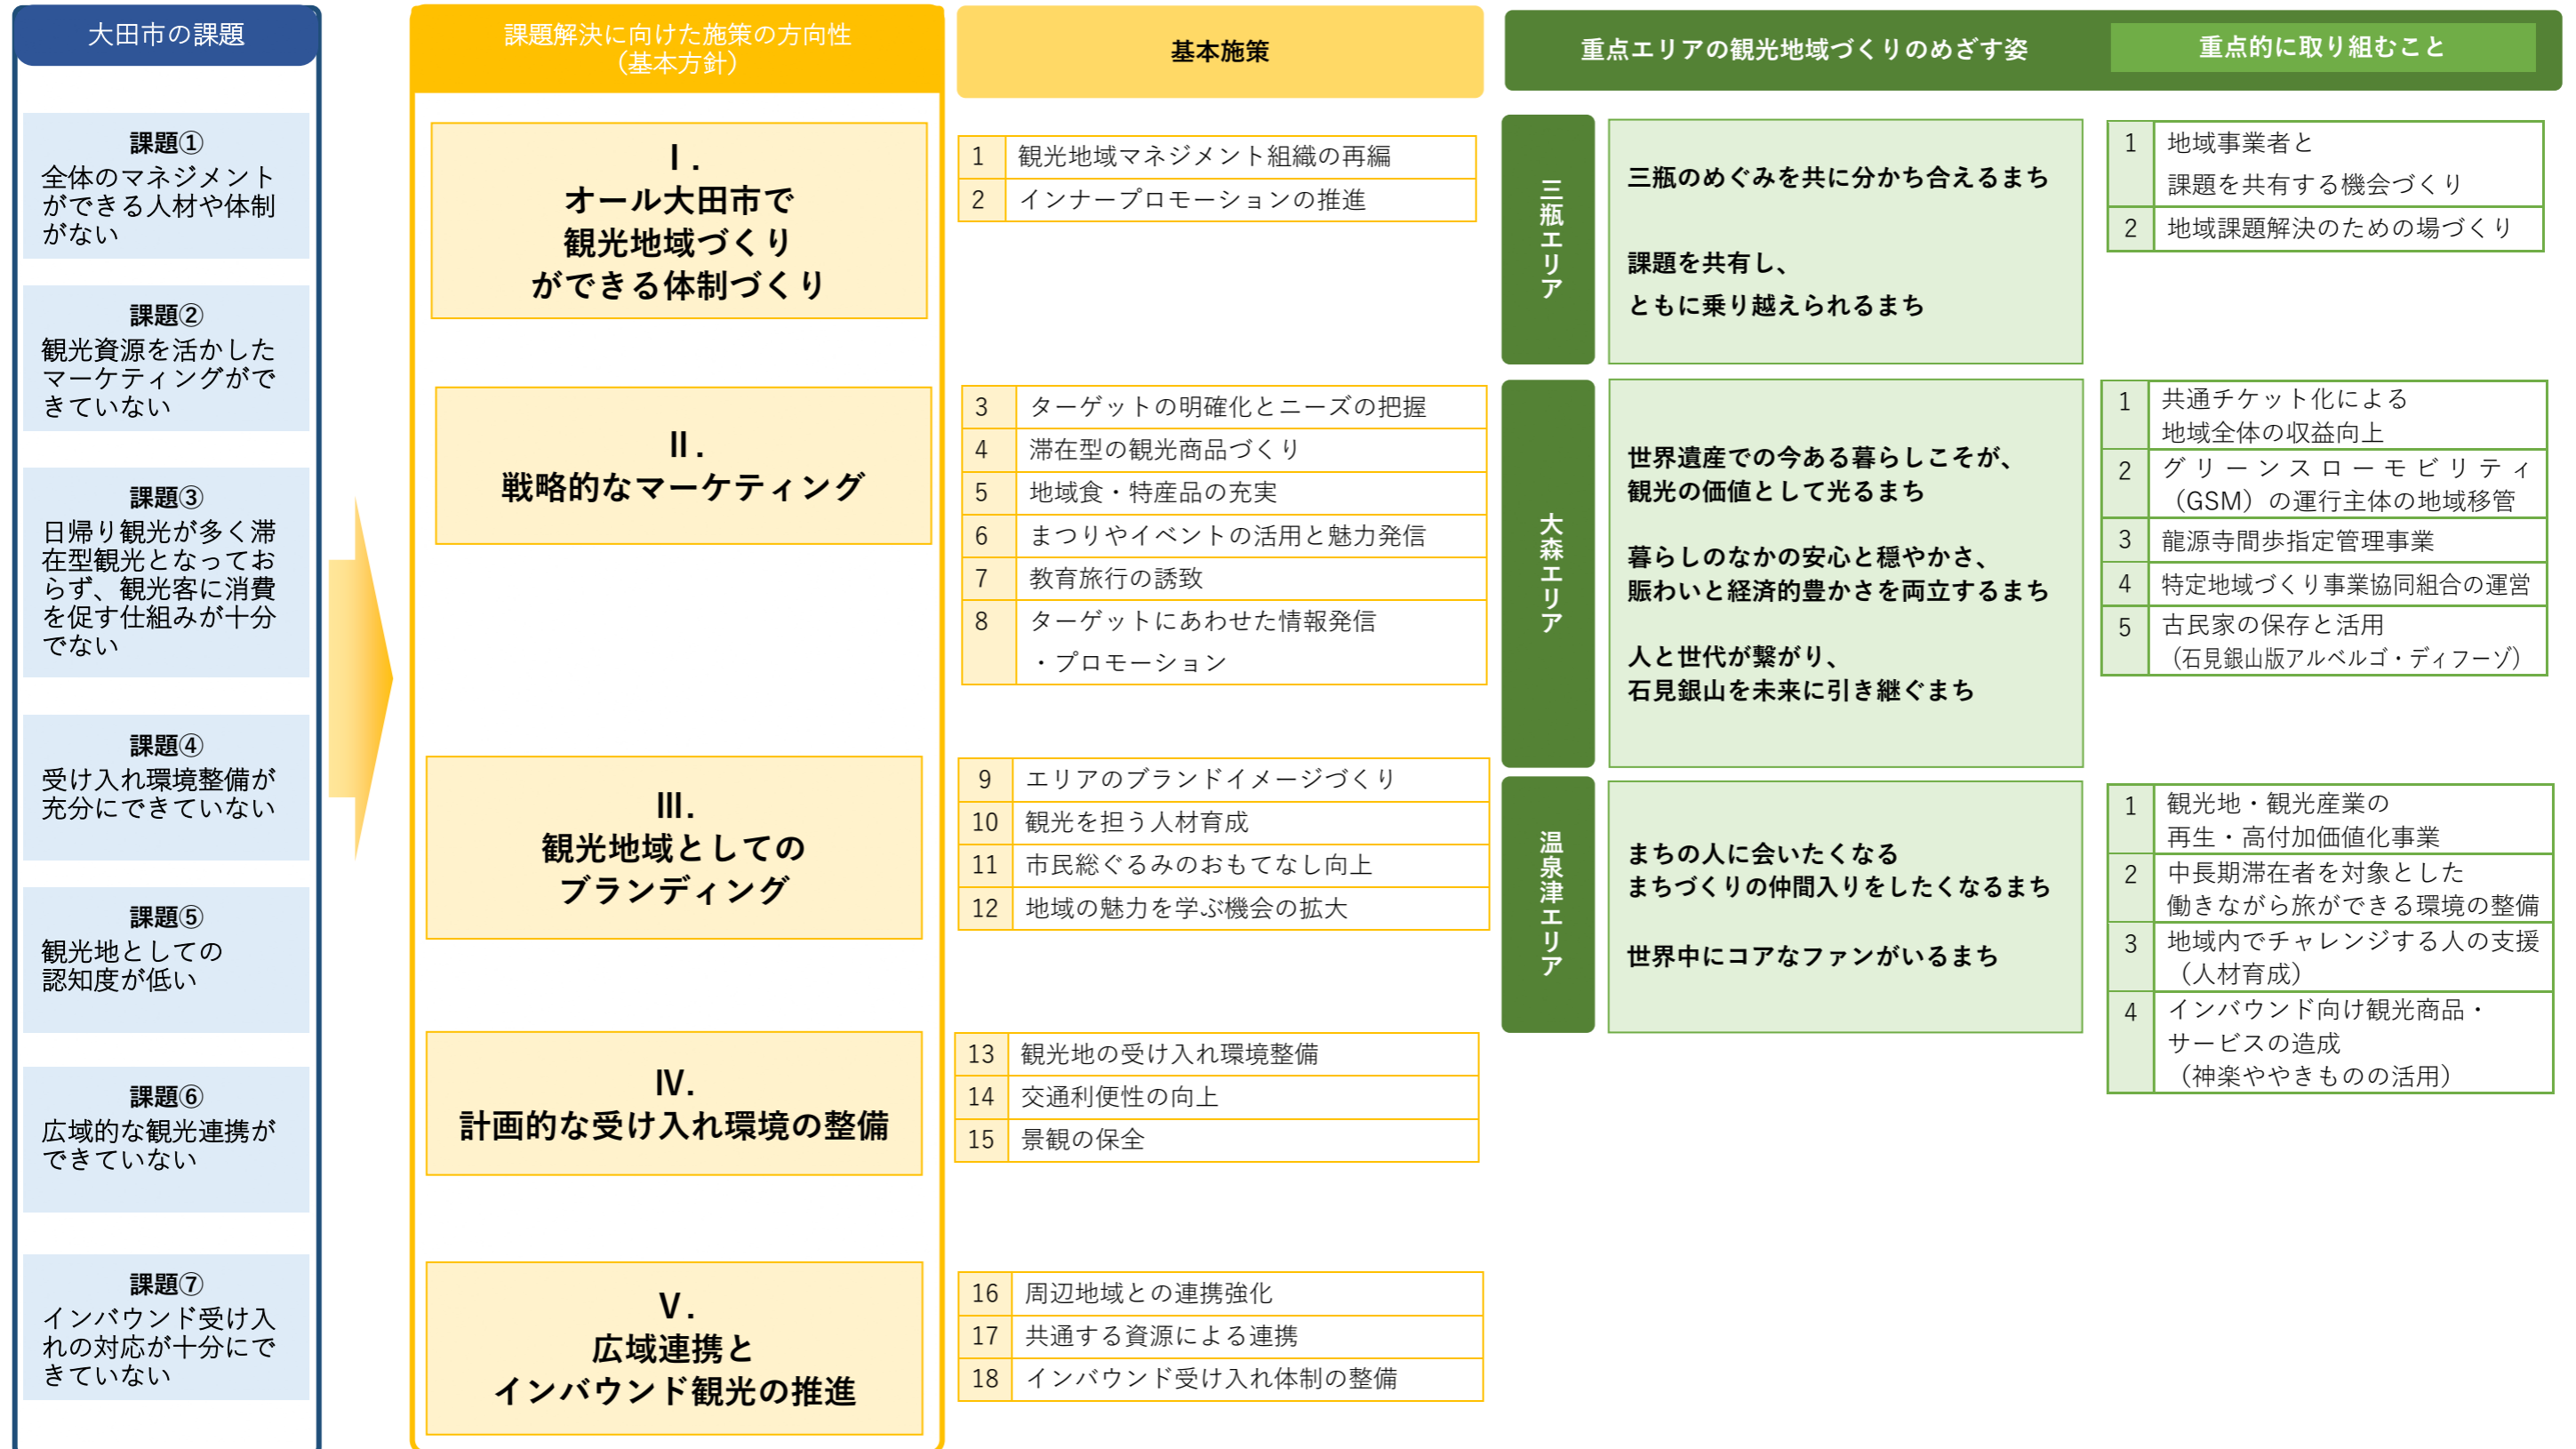 大田市の課題
課題①
全体のマネジメント
ができる人材や体制
がない
課題②
観光資源を活かした
マーケティングがで
きていない
課題③
日帰り観光が多く滞
在型観光となってお
らず、観光客に消費
を促す仕組みが十分
でない
課題④
受け入れ環境整備が
充分にできていない
課題⑤
観光地としての
認知度が低い
課題⑥
広域的な観光連携が
できていない
課題⑦
インバウンド受け入
れの対応が十分にで
きていない
課題解決に向けた施策の方向性
（基本方針）
Ⅰ．
オール大田市で
観光地域づくり
ができる体制づくり
Ⅱ．
戦略的なマーケティング
Ⅲ.
観光地域としての
ブランディング
Ⅳ.
計画的な受け入れ環境の整備
Ⅴ．
広域連携と
インバウンド観光の推進
基本施策
1 観光地域マネジメント組織の再編
2 インナープロモーションの推進
3 ターゲットの明確化とニーズの把握
4 滞在型の観光商品づくり
5 地域食・特産品の充実
6 まつりやイベントの活用と魅力発信
7 教育旅行の誘致
8 ターゲットにあわせた情報発信
・プロモーション
9 エリアのブランドイメージづくり
10 観光を担う人材育成
11 市民総ぐるみのおもてなし向上
12 地域の魅力を学ぶ機会の拡大
13 観光地の受け入れ環境整備
14 交通利便性の向上
15 景観の保全
16 周辺地域との連携強化
17 共通する資源による連携
18 インバウンド受け入れ体制の整備
重点エリアの観光地域づくりのめざす姿
重点的に取り組むこと
三瓶エリア
三瓶のめぐみを共に分かち合えるまち
課題を共有し、
ともに乗り越えられるまち
1 地域事業者と
課題を共有する機会づくり
2 地域課題解決のための場づくり
大森エリア
世界遺産での今ある暮らしこそが、
観光の価値として光るまち
暮らしのなかの安心と穏やかさ、
賑わいと経済的豊かさを両立するまち
人と世代が繋がり、
石見銀山を未来に引き継ぐまち
1 共通チケット化による
地域全体の収益向上
2 グリーンスローモビリティ
（GSM）の運行主体の地域移管
3 龍源寺間歩指定管理事業
4 特定地域づくり事業協同組合の運営
5 古民家の保存と活用
（石見銀山版アルベルゴ・ディフーゾ）
温泉津エリア
まちの人に会いたくなる
まちづくりの仲間入りをしたくなるまち
世界中にコアなファンがいるまち
1 観光地・観光産業の
再生・高付加価値化事業
2 中長期滞在者を対象とした
働きながら旅ができる環境の整備
3 地域内でチャレンジする人の支援
（人材育成）
4 インバウンド向け観光商品・
サービスの造成
（神楽ややきものの活用）